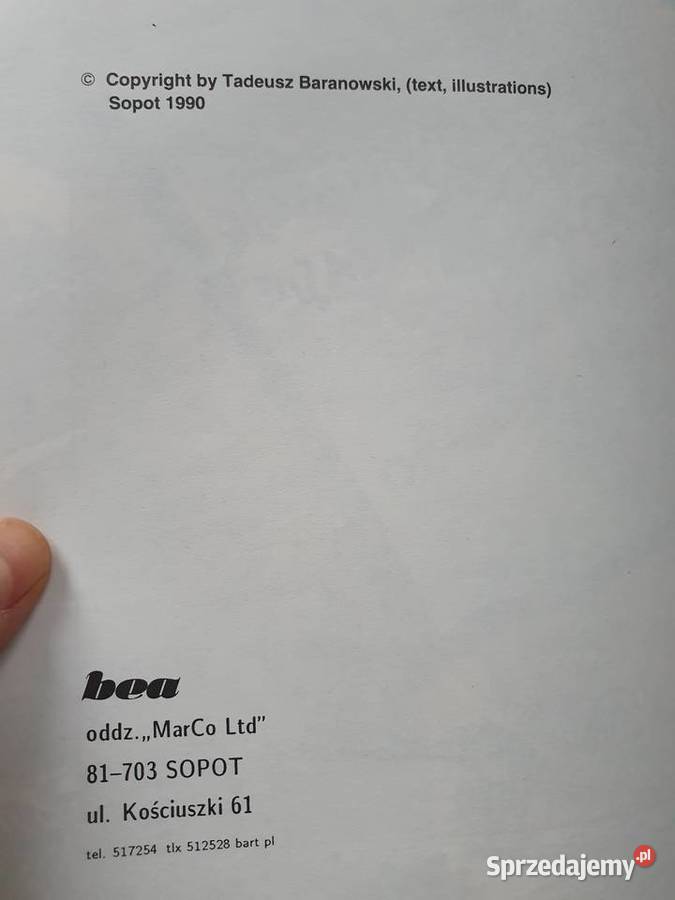 © Copyright by Tadeusz Baranowski, (text, illustrations)
Sopot 1990
bea
oddz.„MarCo Ltd”
81–703 SOPOT
ul. Kościuszki 61
tel. 517254 tlx 512528 bart pl
Sprzedajemy.pl